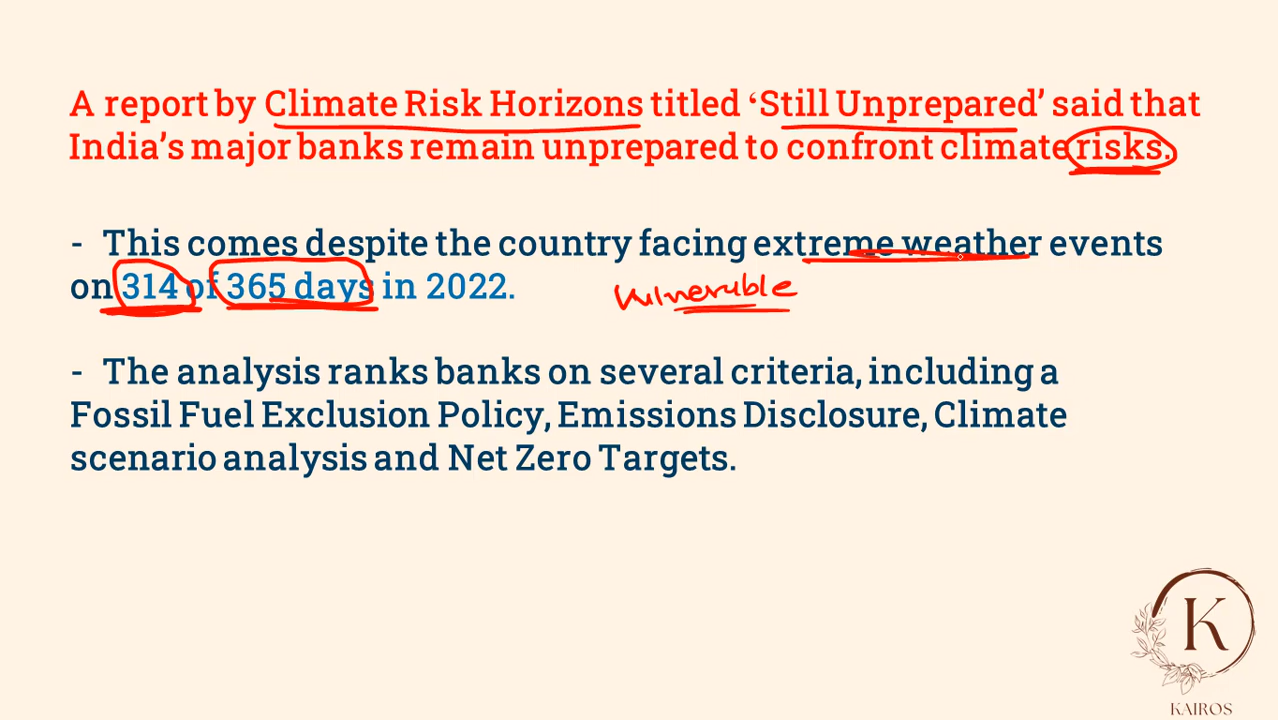 A report by Climate Risk Horizons titled ‘Still Unprepared’ said that
India’s major banks remain unprepared to confront climate risks.
- This comes despite the country facing extreme weather events
on 314 of 365 days in 2022.
Vulneruble
- The analysis ranks banks on several criteria, including a
Fossil Fuel Exclusion Policy, Emissions Disclosure, Climate
scenario analysis and Net Zero Targets.
K
KAIROS